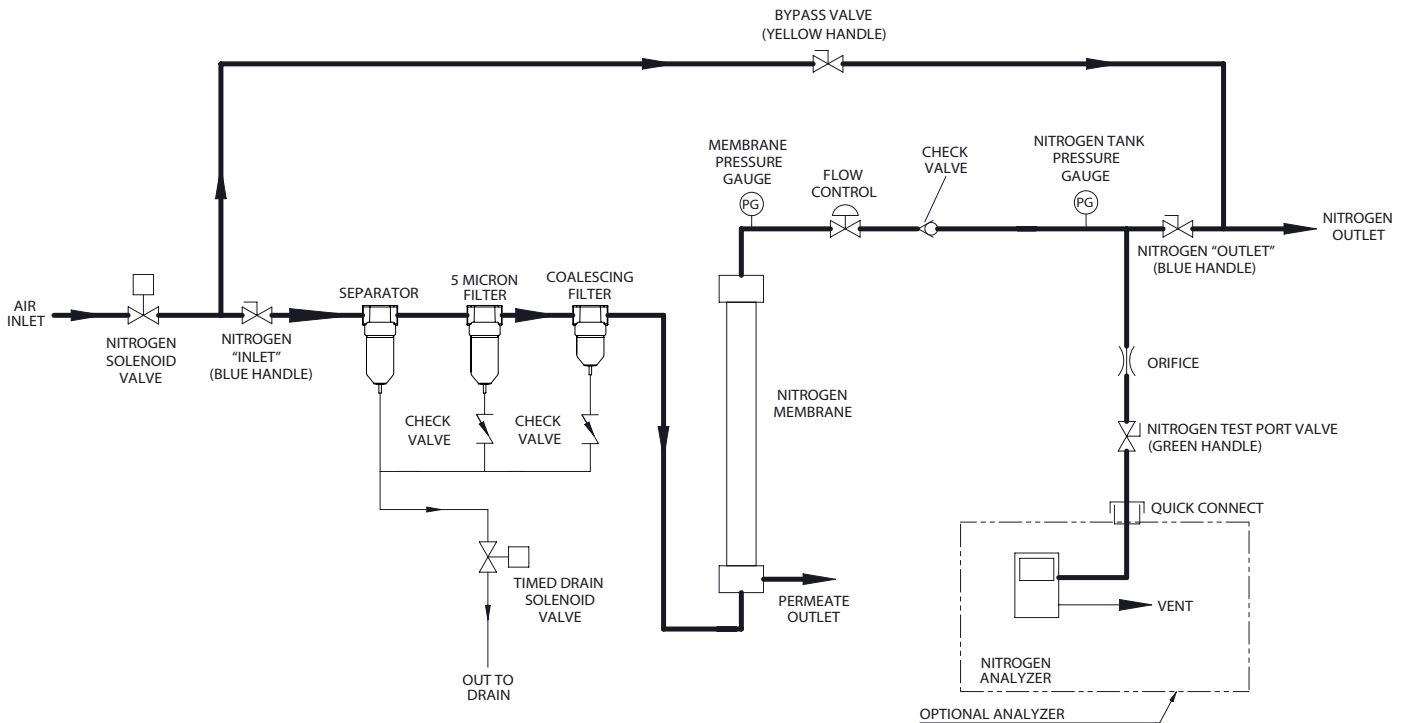 BYPASS VALVE
(YELLOW HANDLE)
MEMBRANE
PRESSURE
GAUGE
PG
FLOW
CONTROL
CHECK
VALVE
NITROGEN TANK
PRESSURE
GAUGE
PG
NITROGEN
OUTLET
NITROGEN “OUTLET”
(BLUE HANDLE)
AIR
INLET
NITROGEN
SOLENOID
VALVE
NITROGEN
“INLET”
(BLUE HANDLE)
SEPARATOR
5 MICRON
FILTER
COALESCING
FILTER
CHECK
VALVE
CHECK
VALVE
NITROGEN
MEMBRANE
ORIFICE
NITROGEN TEST PORT VALVE
(GREEN HANDLE)
QUICK CONNECT
TIMED DRAIN
SOLENOID
VALVE
PERMEATE
OUTLET
VENT
OUT TO
DRAIN
NITROGEN
ANALYZER
OPTIONAL ANALYZER